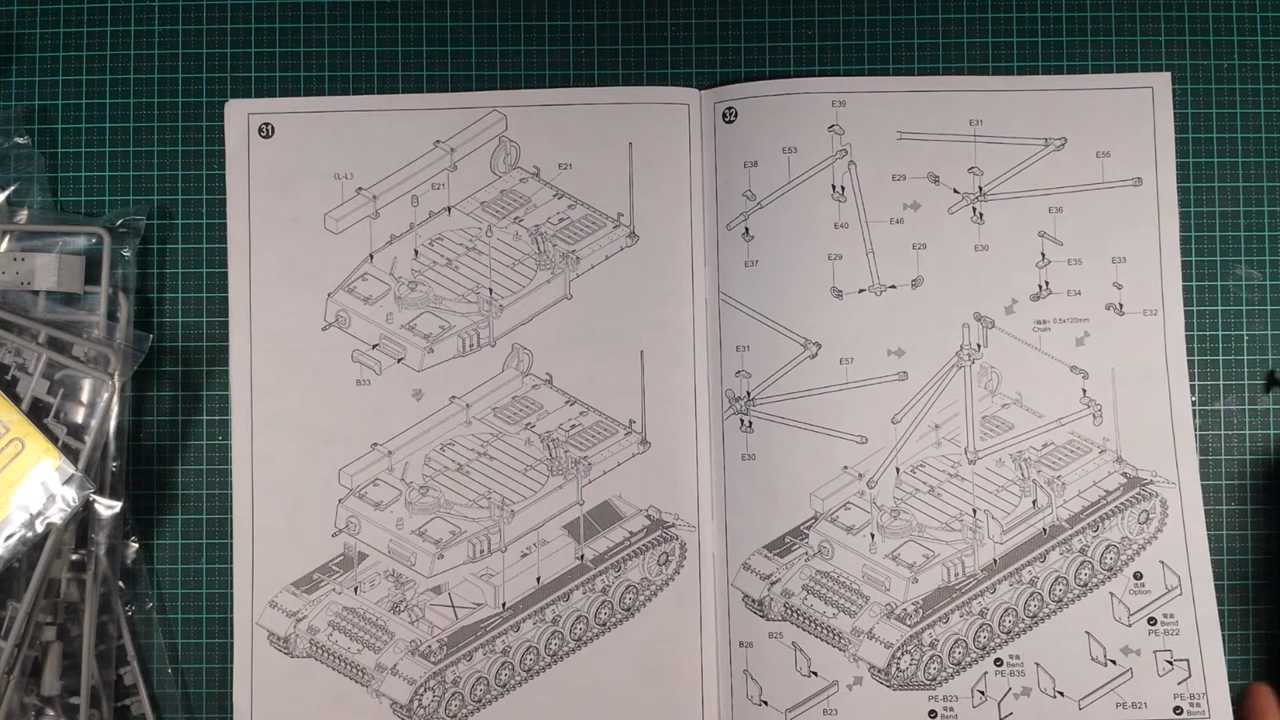 31
(L-L)
E21
E21
B33
32
E39
E31
E38
E53
E55
E29
E40
E46
E36
E37
E29
E29
E30
E35
E33
E34
E32
0.5x120mm
Chain
E31
E57
E30
?
选择
Option
弯曲
Bend
PE-B22
B25
B26
弯曲
Bend
PE-B35
PE-B23
弯曲
Bend
B23
PE-B21
PE-B37
弯曲
Bend